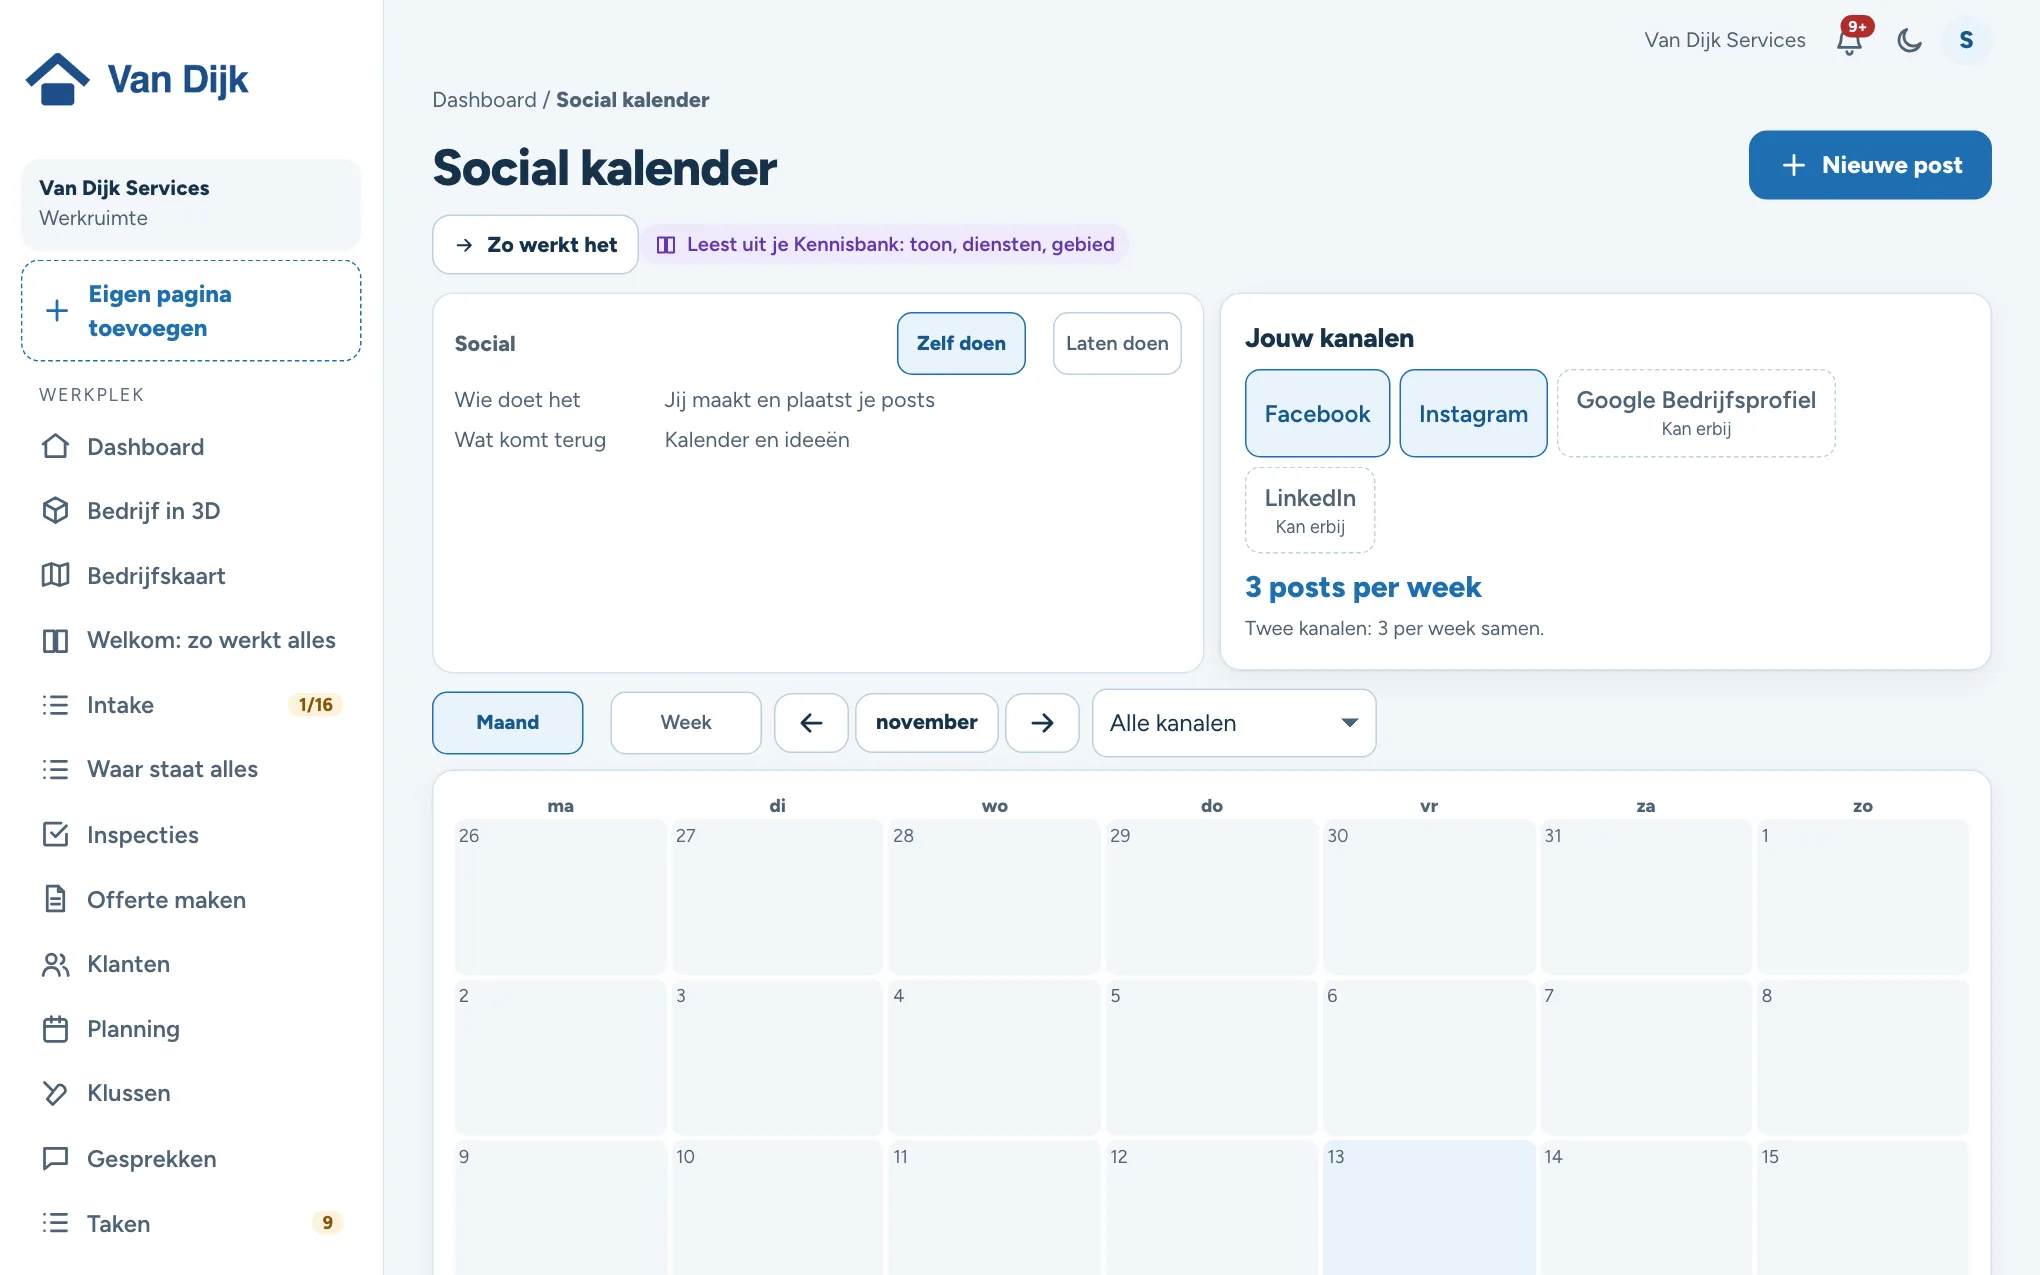 Van Dijk
Van Dijk Services
Werkruimte
Eigen pagina
toevoegen
WERKPLEK
Dashboard
Bedrijf in 3D
Bedrijfskaart
Welkom: zo werkt alles
Intake 1/16
Waar staat alles
Inspecties
Offerte maken
Klanten
Planning
Klussen
Gesprekken
Taken 9
Van Dijk Services 9+ S
Dashboard / Social kalender
Social kalender
Nieuwe post
Zo werkt het
Leest uit je Kennisbank: toon, diensten, gebied
Social Zelf doen Laten doen
Wie doet het Jij maakt en plaatst je posts
Wat komt terug Kalender en ideeën
Jouw kanalen
Facebook Instagram Google Bedrijfsprofiel
Kan erbij
LinkedIn
Kan erbij
3 posts per week
Twee kanalen: 3 per week samen.
Maand Week november Alle kanalen
ma di wo do vr za zo
26 27 28 29 30 31 1
2 3 4 5 6 7 8
9 10 11 12 13 14 15